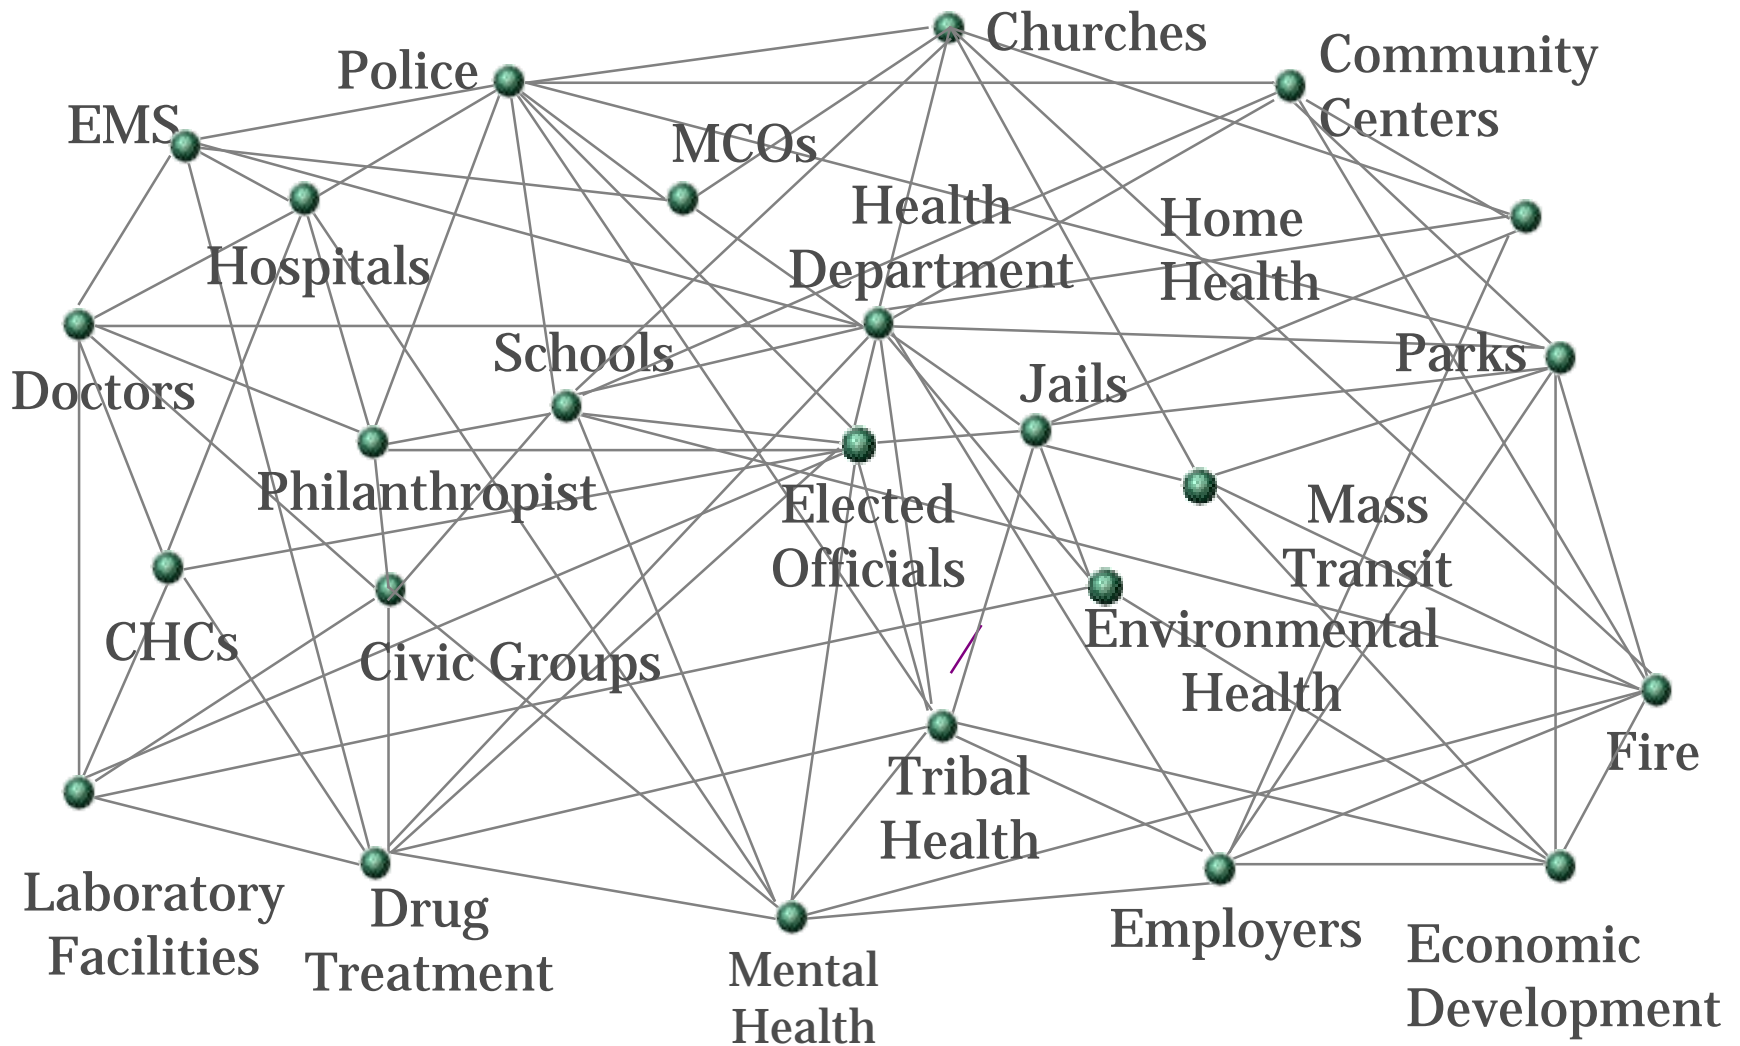 Churches
Community
Centers
Police
EMS
MCOs
Health
Department
Home
Health
Hospitals
Schools
Parks
Doctors
Jails
Philanthropist
Elected
Officials
Mass
Transit
CHCs
Civic Groups
Environmental
Health
Fire
Tribal
Health
Laboratory
Facilities
Drug
Treatment
Mental
Health
Employers
Economic
Development